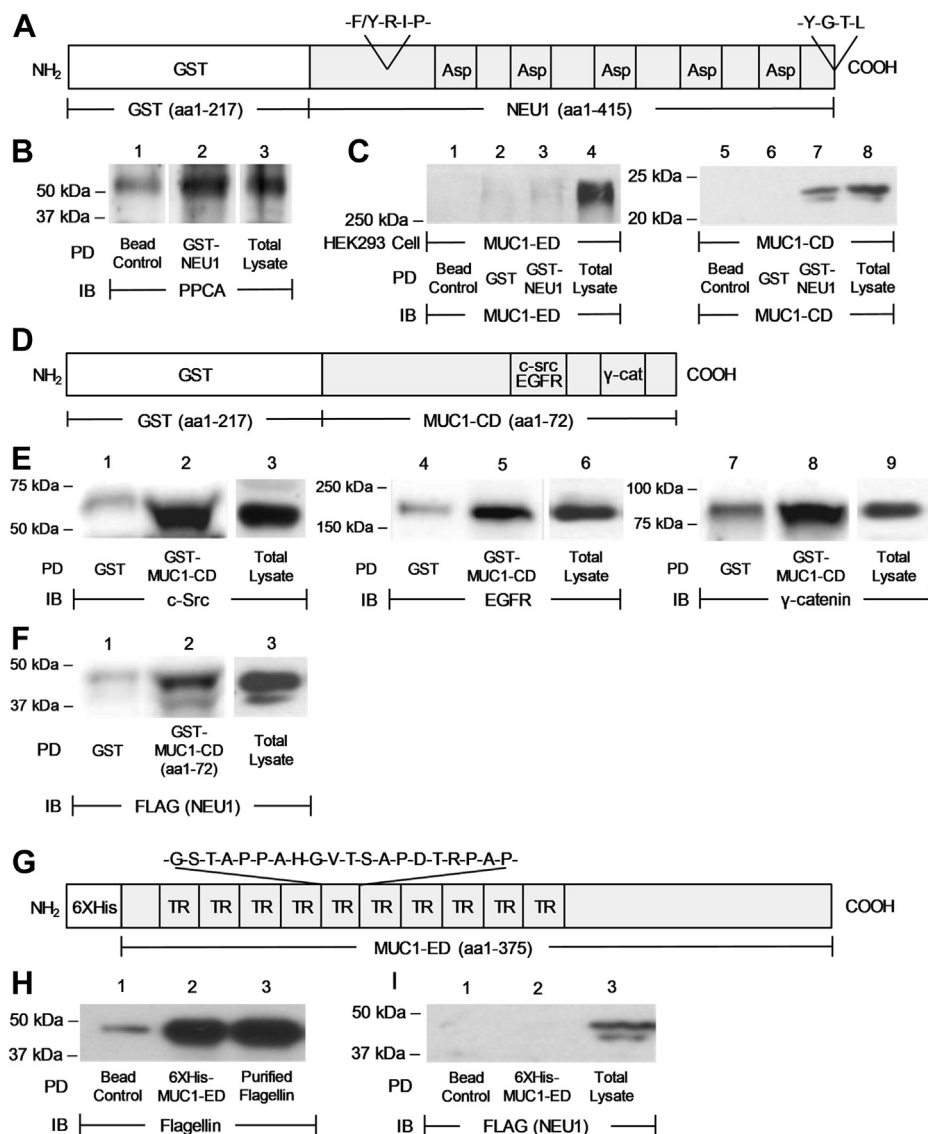 A
-F/Y-R-I-P-
-Y-G-T-L
NH2 GST Asp Asp Asp Asp Asp COOH
GST (aa1-217) NEU1 (aa1-415)
B
1 2 3
50 kDa –
37 kDa –
PD Bead Control GST-NEU1 Total Lysate
IB PPCA
C
1 2 3 4
250 kDa –
HEK293 Cell MUC1-ED
PD Bead Control GST GST-NEU1 Total Lysate
IB MUC1-ED
5 6 7 8
25 kDa –
20 kDa –
MUC1-CD
Bead Control GST GST-NEU1 Total Lysate
MUC1-CD
D
NH2 GST c-src EGFR γ-cat COOH
GST (aa1-217) MUC1-CD (aa1-72)
E
1 2 3
75 kDa –
50 kDa –
PD GST GST-MUC1-CD Total Lysate
IB c-Src
4 5 6
250 kDa –
150 kDa –
PD GST GST-MUC1-CD Total Lysate
IB EGFR
7 8 9
100 kDa –
75 kDa –
PD GST GST-MUC1-CD Total Lysate
IB γ-catenin
F
1 2 3
50 kDa –
37 kDa –
PD GST GST-MUC1-CD (aa1-72) Total Lysate
IB FLAG (NEU1)
G
-G-S-T-A-P-P-A-H-G-V-T-S-A-P-D-T-R-P-A-P-
NH2 6XHis TR TR TR TR TR TR TR TR TR TR COOH
MUC1-ED (aa1-375)
H
1 2 3
50 kDa –
37 kDa –
PD Bead Control 6XHis-MUC1-ED Purified Flagellin
IB Flagellin
I
1 2 3
50 kDa –
37 kDa –
PD Bead Control 6XHis-MUC1-ED Total Lysate
IB FLAG (NEU1)